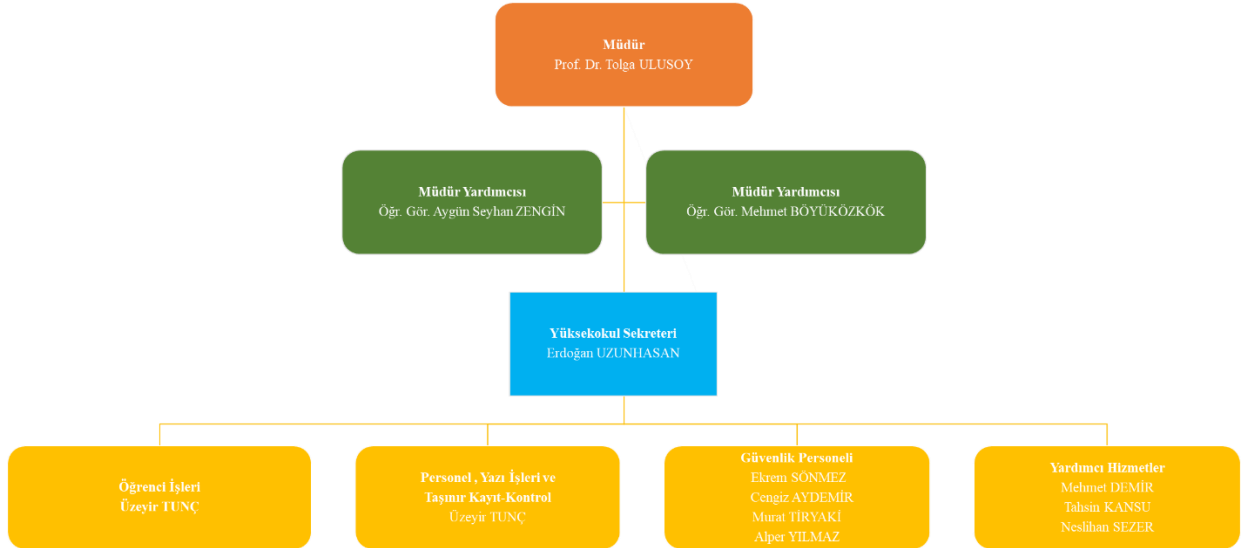 Müdür
Prof. Dr. Tolga ULUSOY
Müdür Yardımcısı
Öğr. Gör. Aygün Seyhan ZENGİN
Müdür Yardımcısı
Öğr. Gör. Mehmet BÖYÜKÖZKÖK
Yüksekokul Sekreteri
Erdoğan UZUNHASAN
Öğrenci İşleri
Üzeyir TUNÇ
Personel , Yazı İşleri ve
Taşınır Kayıt-Kontrol
Üzeyir TUNÇ
Güvenlik Personeli
Ekrem SÖNMEZ
Cengiz AYDEMİR
Murat TİRYAKİ
Alper YILMAZ
Yardımcı Hizmetler
Mehmet DEMİR
Tahsin KANSU
Neslihan SEZER